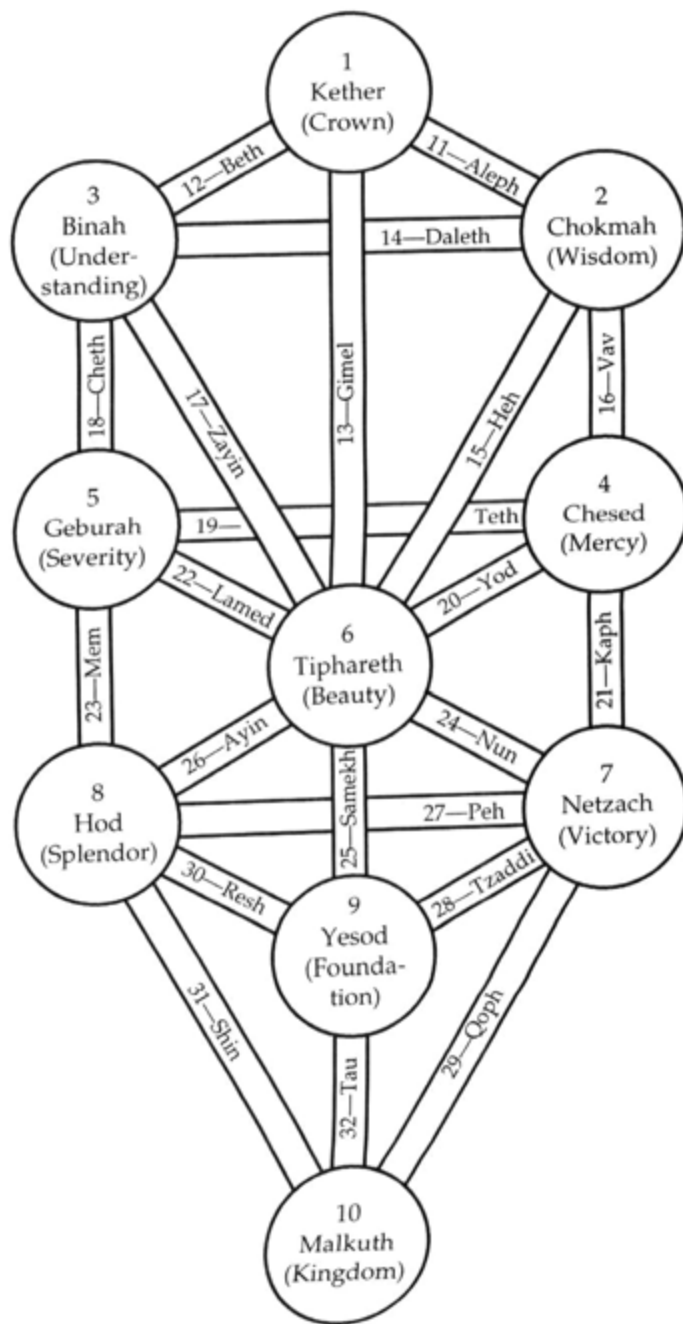 1
Kether
(Crown)
12—Beth
11—Aleph
3
Binah
(Under-
standing)
2
Chokmah
(Wisdom)
14—Daleth
13—Gimel
18—Cheth
17—Zayin
15—Heh
16—Vav
5
Geburah
(Severity)
19—
Teth
4
Chesed
(Mercy)
22—Lamed
20—Yod
6
Tiphareth
(Beauty)
23—Mem
21—Kaph
26—Ayin
24—Nun
8
Hod
(Splendor)
25—Samekh
27—Peh
7
Netzach
(Victory)
30—Resh
28—Tzaddi
9
Yesod
(Founda-
tion)
31—Shin
32—Tau
29—Qoph
10
Malkuth
(Kingdom)